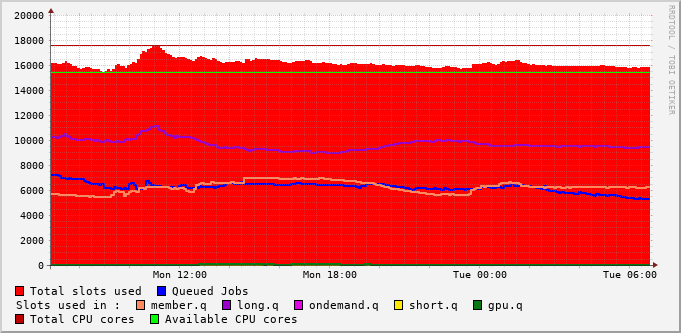 20000
18000
16000
14000
12000
10000
8000
6000
4000
2000
0
Mon 12:00 Mon 18:00 Tue 00:00 Tue 06:00
Total slots used Queued Jobs
Slots used in : member.q long.q ondemand.q short.q gpu.q
Total CPU cores Available CPU cores
RRDTOOL / TOBI OETIKER